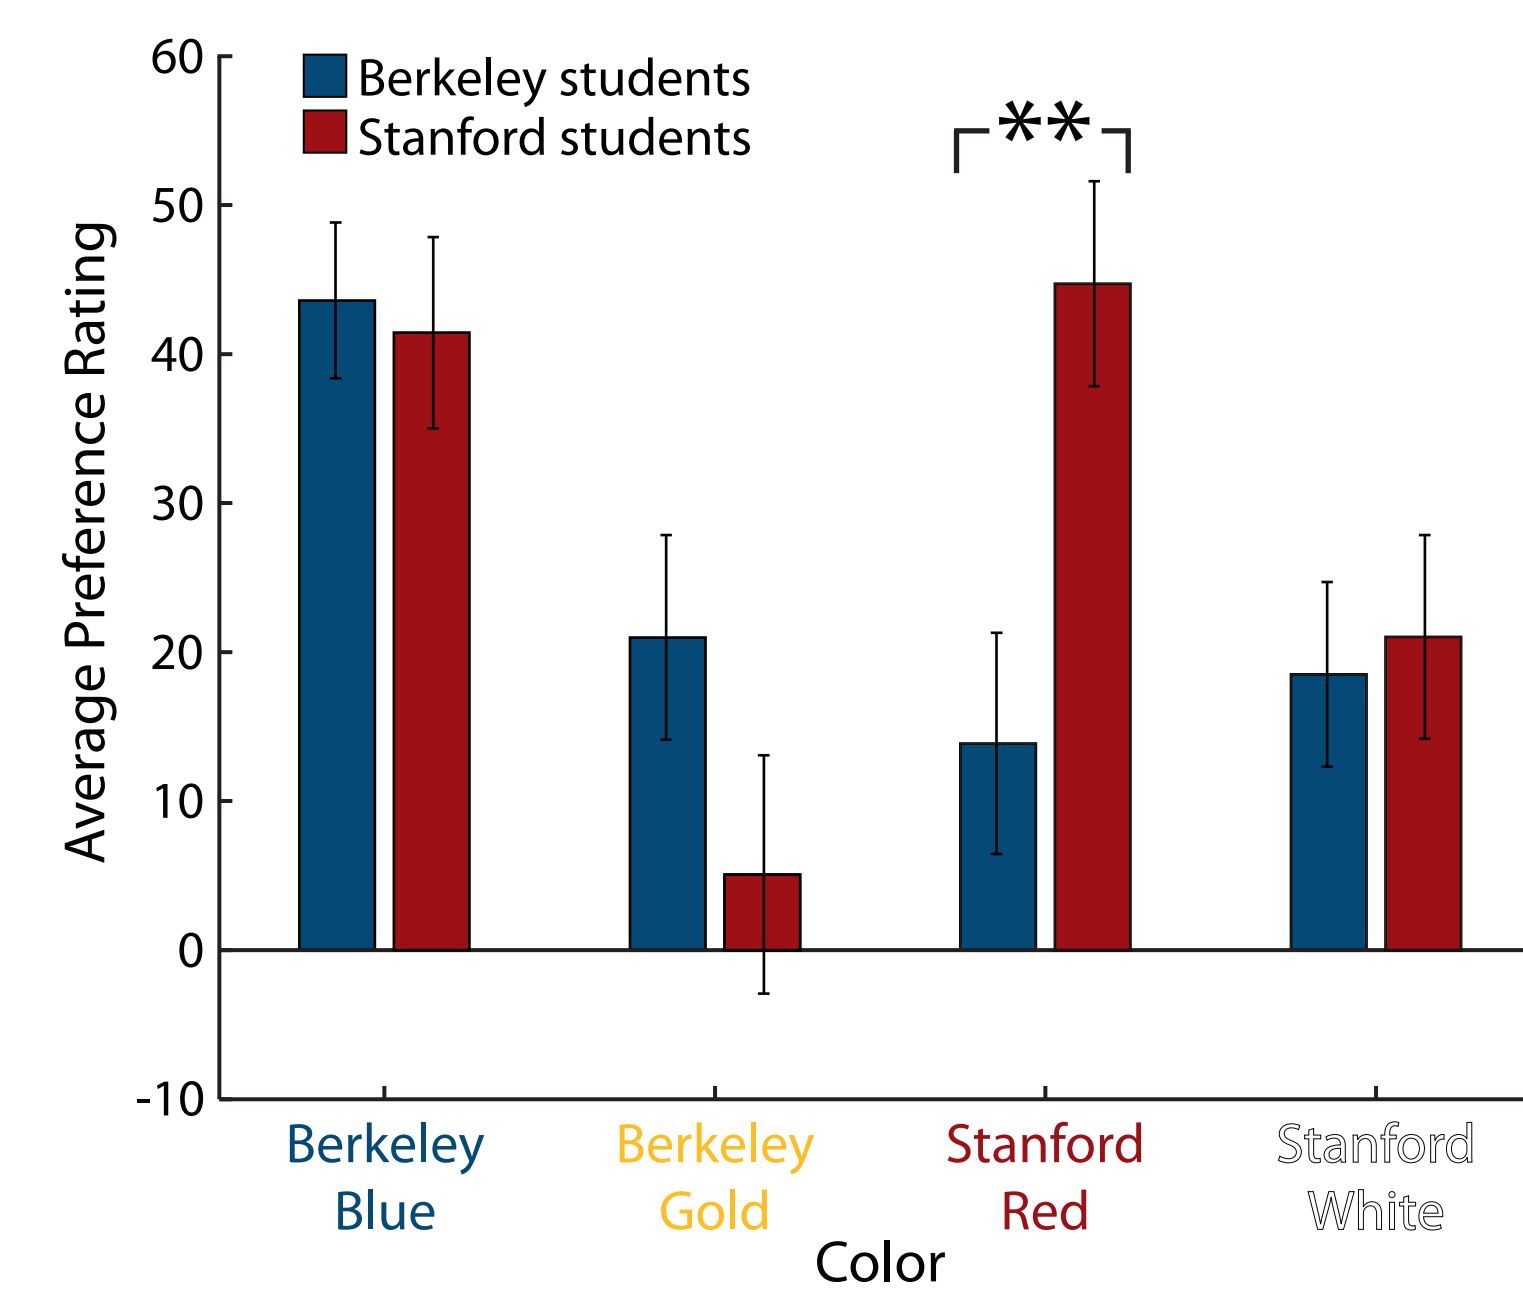 60
50
40
30
20
10
0
-10
Average Preference Rating
Berkeley students
Stanford students
**
Berkeley
Blue
Berkeley
Gold
Stanford
Red
Stanford
White
Color